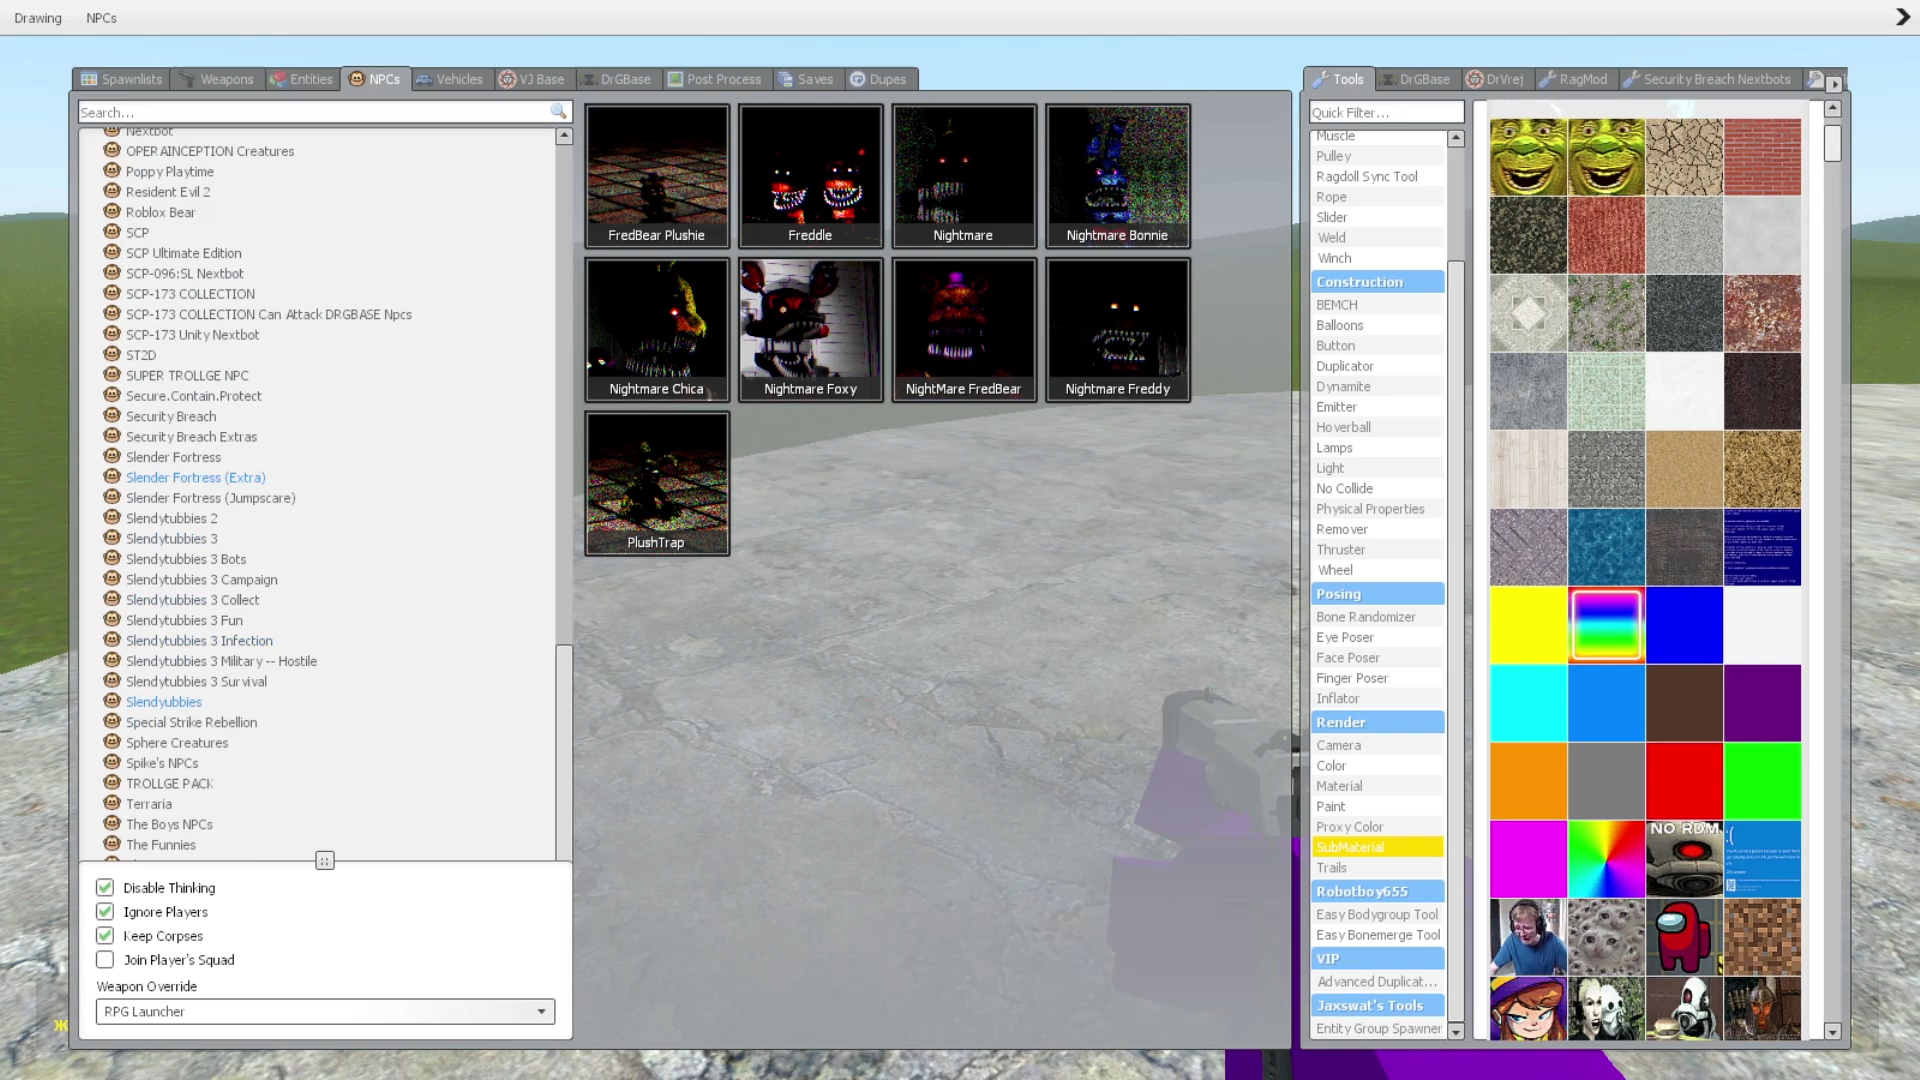 Drawing NPCs
Spawnlists Weapons Entities NPCs Vehicles VJ Base DrGBase Post Process Saves Dupes
Search...
Nextbot
OPERAINCEPTION Creatures
Poppy Playtime
Resident Evil 2
Roblox Bear
SCP
SCP Ultimate Edition
SCP-096:SL Nextbot
SCP-173 COLLECTION
SCP-173 COLLECTION Can Attack DRGBASE Npcs
SCP-173 Unity Nextbot
ST2D
SUPER TROLLGE NPC
Secure.Contain.Protect
Security Breach
Security Breach Extras
Slender Fortress
Slender Fortress (Extra)
Slender Fortress (Jumpscare)
Slendytubbies 2
Slendytubbies 3
Slendytubbies 3 Bots
Slendytubbies 3 Campaign
Slendytubbies 3 Collect
Slendytubbies 3 Fun
Slendytubbies 3 Infection
Slendytubbies 3 Military -- Hostile
Slendytubbies 3 Survival
Slendyubbies
Special Strike Rebellion
Sphere Creatures
Spike's NPCs
TROLLGE PACK
Terraria
The Boys NPCs
The Funnies
Disable Thinking
Ignore Players
Keep Corpses
Join Player's Squad
Weapon Override
RPG Launcher
FredBear Plushie
Freddle
Nightmare
Nightmare Bonnie
Nightmare Chica
Nightmare Foxy
NightMare FredBear
Nightmare Freddy
PlushTrap
Tools DrGBase DrVrej RagMod Security Breach Nextbots
Quick Filter...
Muscle
Pulley
Ragdoll Sync Tool
Rope
Slider
Weld
Winch
Construction
BEMCH
Balloons
Button
Duplicator
Dynamite
Emitter
Hoverball
Lamps
Light
No Collide
Physical Properties
Remover
Thruster
Wheel
Posing
Bone Randomizer
Eye Poser
Face Poser
Finger Poser
Inflator
Render
Camera
Color
Material
Paint
Proxy Color
SubMaterial
Trails
Robotboy655
Easy Bodygroup Tool
Easy Bonemerge Tool
VIP
Advanced Duplicat...
Jaxswat's Tools
Entity Group Spawner
NO RDM
:(
Ж